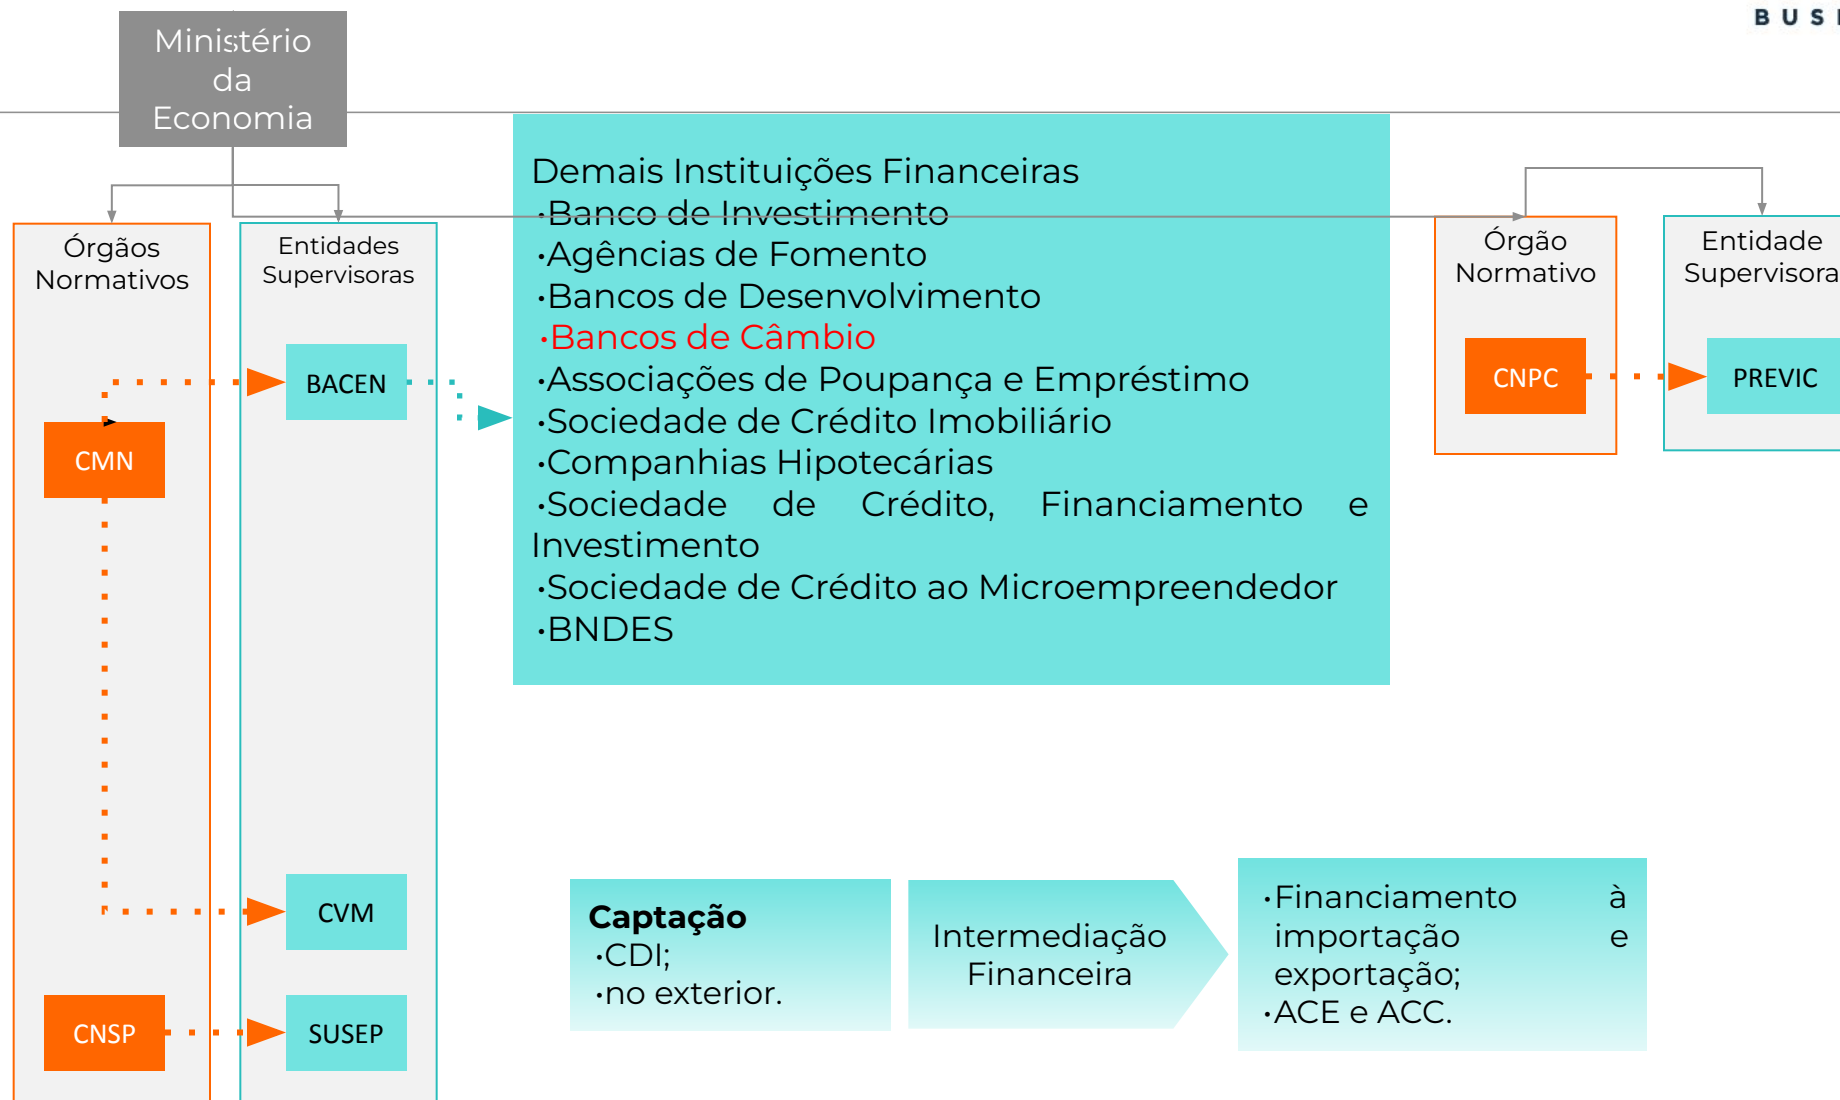 BUSI
Ministério
da
Economia
Órgãos
Normativos
Entidades
Supervisoras
BACEN
CMN
CVM
CNSP
SUSEP
Demais Instituições Financeiras
•Banco de Investimento
•Agências de Fomento
•Bancos de Desenvolvimento
•Bancos de Câmbio
•Associações de Poupança e Empréstimo
•Sociedade de Crédito Imobiliário
•Companhias Hipotecárias
•Sociedade de Crédito, Financiamento e
Investimento
•Sociedade de Crédito ao Microempreendedor
•BNDES
Órgão
Normativo
Entidade
Supervisora
CNPC
PREVIC
Captação
•CDI;
•no exterior.
Intermediação
Financeira
•Financiamento à
importação e
exportação;
•ACE e ACC.